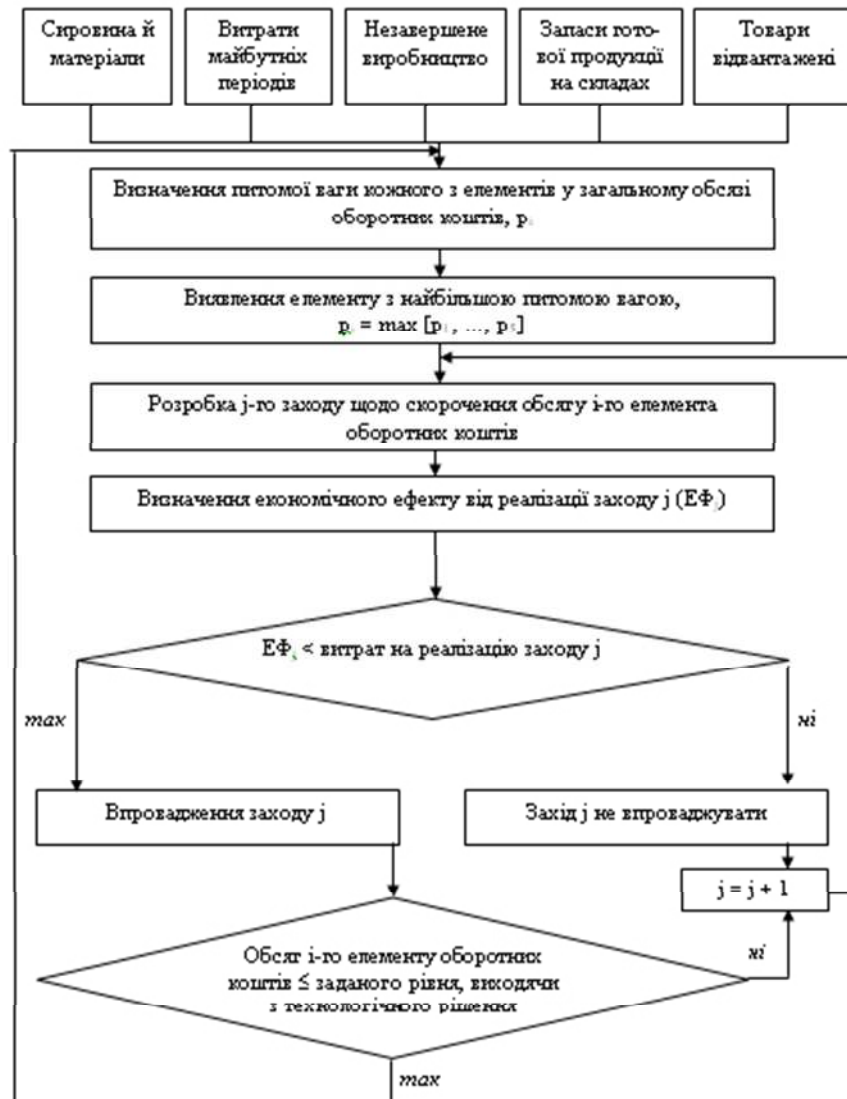 Сировина й
матеріали
Витрати
майбутніх
періодів
Незавершене
виробництво
Запаси гото-
вої продукції
на складах
Товари
відвантажені
Визначення питомої ваги кожного з елементів у загальному обсязі
оборотних коштів, p
Виявлення елементу з найбільшою питомою вагою,
p = max [p₁, ..., p₅]
Розробка j-го заходу щодо скорочення обсягу і-го елемента
оборотних коштів
Визначення економічного ефекту від реалізації заходу j (ЕФⱼ)
ЕФ < витрат на реалізацію заходу j
max
ні
Впровадження заходу j
Захід j не впроваджувати
j = j + 1
Обсяг і-го елементу оборотних
коштів ≤ заданого рівня, виходячи
з технологічного рішення
ні
max